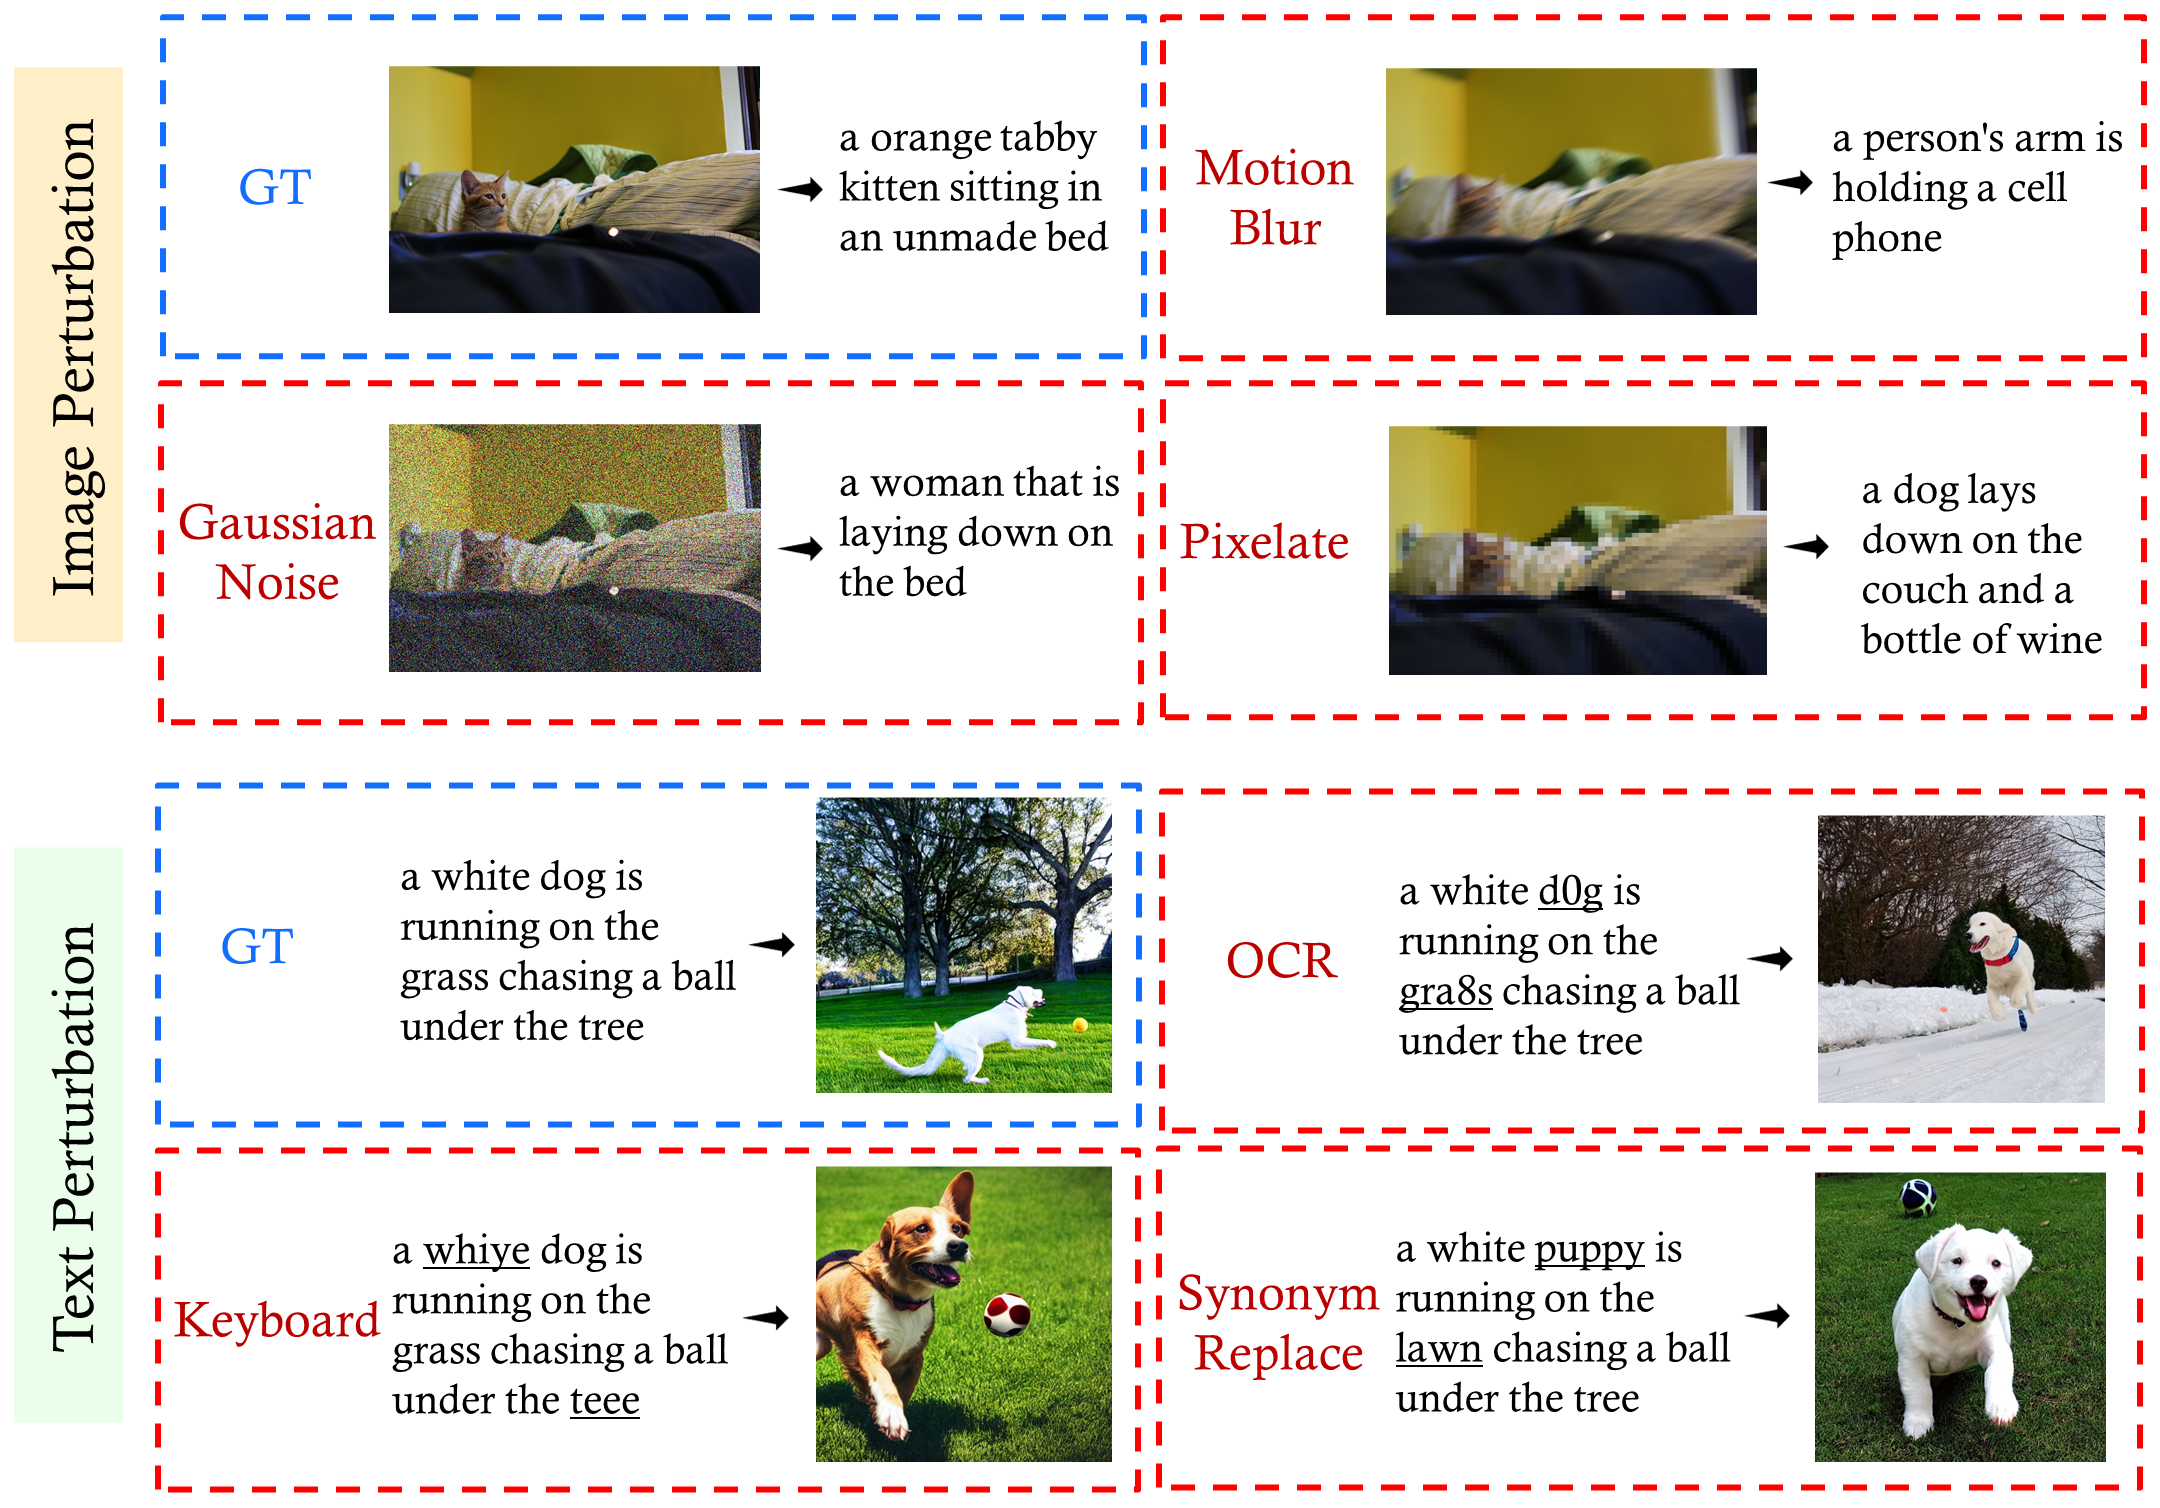 Image Perturbation
GT
a orange tabby
kitten sitting in
an unmade bed
Motion
Blur
a person's arm is
holding a cell
phone
Gaussian
Noise
a woman that is
laying down on
the bed
Pixelate
a dog lays
down on the
couch and a
bottle of wine
Text Perturbation
GT
a white dog is
running on the
grass chasing a ball
under the tree
OCR
a white d0g is
running on the
gra8s chasing a ball
under the tree
Keyboard
a whiye dog is
running on the
grass chasing a ball
under the teee
Synonym
Replace
a white puppy is
running on the
lawn chasing a ball
under the tree